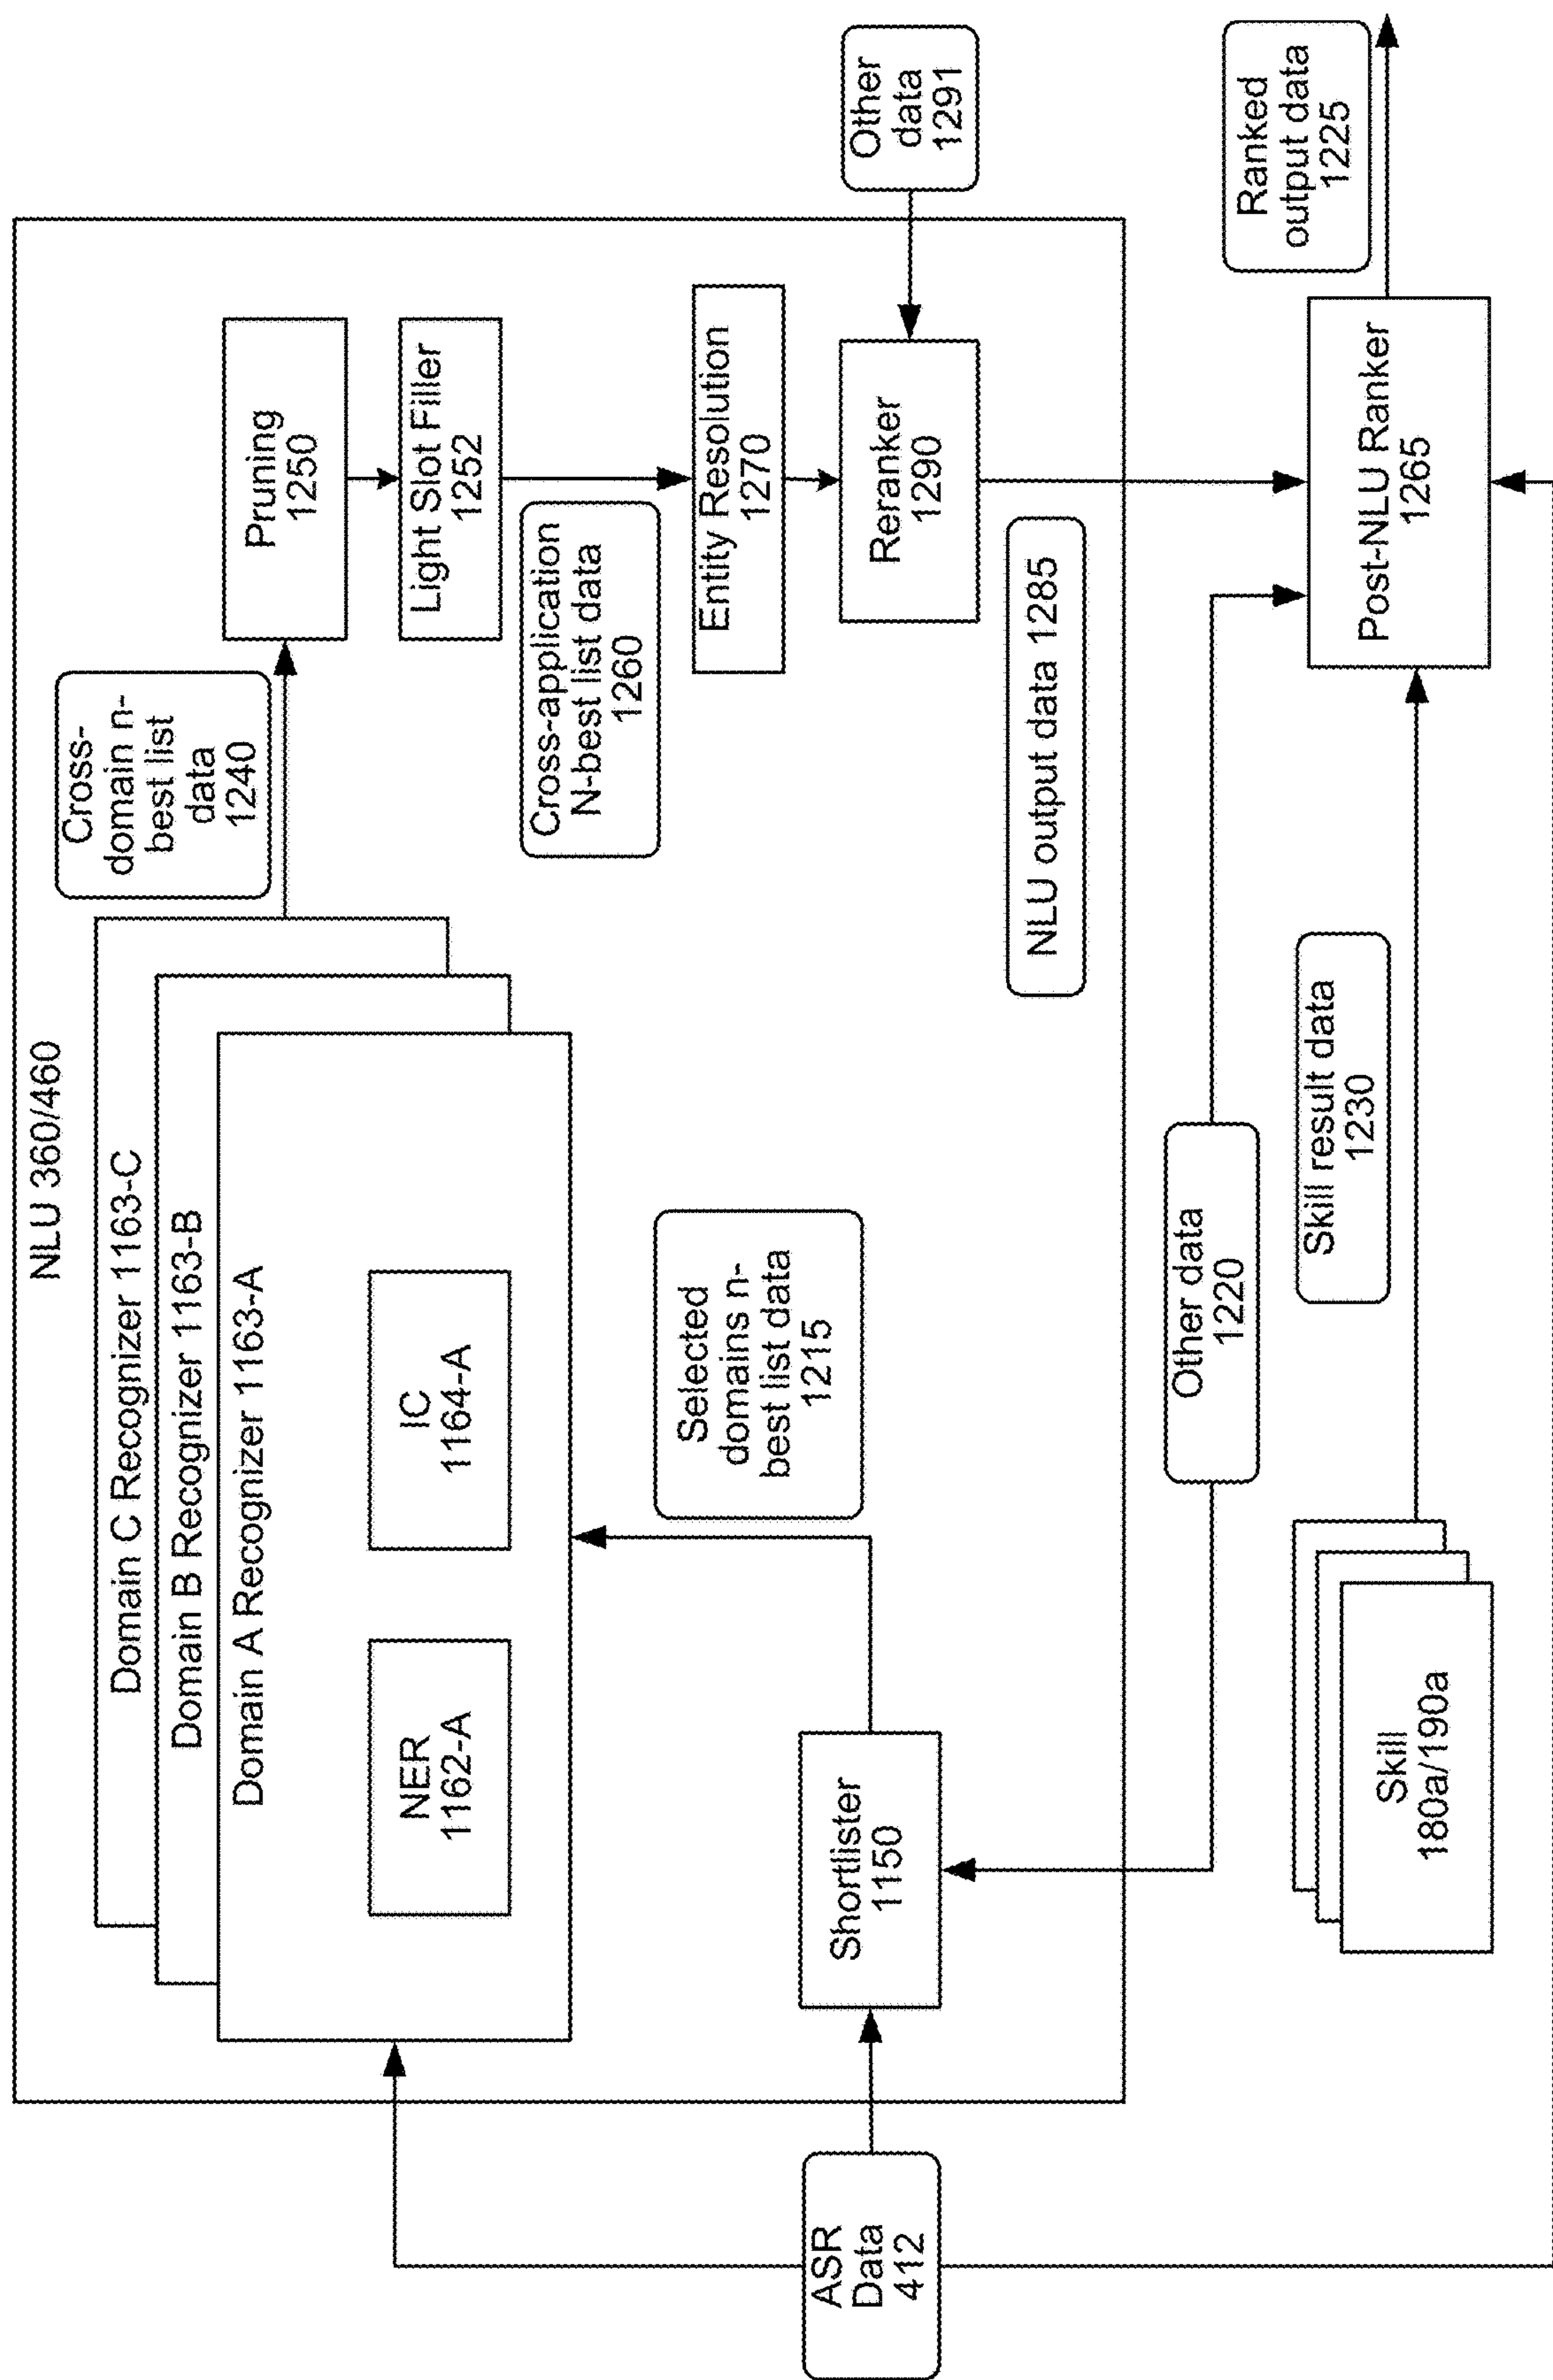 NLU 360/460
Domain C Recognizer 1163-C
Domain B Recognizer 1163-B
Domain A Recognizer 1163-A
NER
1162-A
IC
1164-A
Cross-
domain n-
best list
data
1240
Pruning
1250
Light Slot Filler
1252
Cross-application
N-best list data
1260
Entity Resolution
1270
Reranker
1290
Other
data
1291
Selected
domains n-
best list data
1215
Shortlister
1150
ASR
Data
412
NLU output data 1285
Other data
1220
Skill result data
1230
Skill
180a/190a
Post-NLU Ranker
1265
Ranked
output data
1225